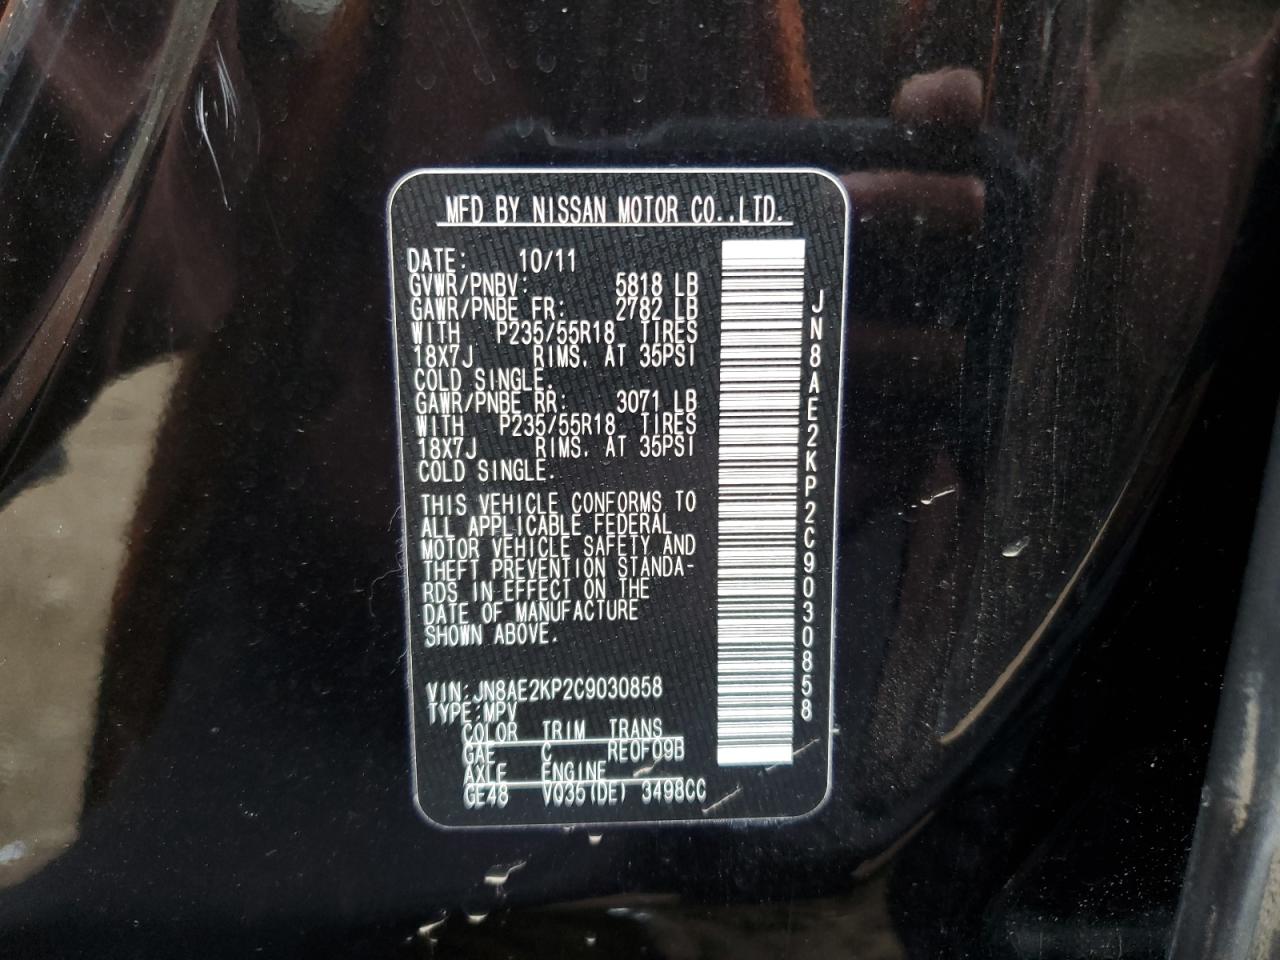 MFD BY NISSAN MOTOR CO.,LTD.
DATE: 10/11
GVWR/PNBV: 5818 LB
GAWR/PNBE FR: 2782 LB
WITH P235/55R18 TIRES
18X7J RIMS, AT 35PSI
COLD SINGLE.
GAWR/PNBE RR: 3071 LB
WITH P235/55R18 TIRES
18X7J RIMS. AT 35PSI
COLD SINGLE.
THIS VEHICLE CONFORMS TO
ALL APPLICABLE FEDERAL
MOTOR VEHICLE SAFETY AND
THEFT PREVENTION STANDA-
RDS IN EFFECT ON THE
DATE OF MANUFACTURE
SHOWN ABOVE.
VIN:JN8AE2KP2C9030858
TYPE:MPV
COLOR TRIM TRANS
GAE C RE0F09B
AXLE ENGINE
GE48 VQ35(DE) 3498CC
JN8AE2KP2C9030858